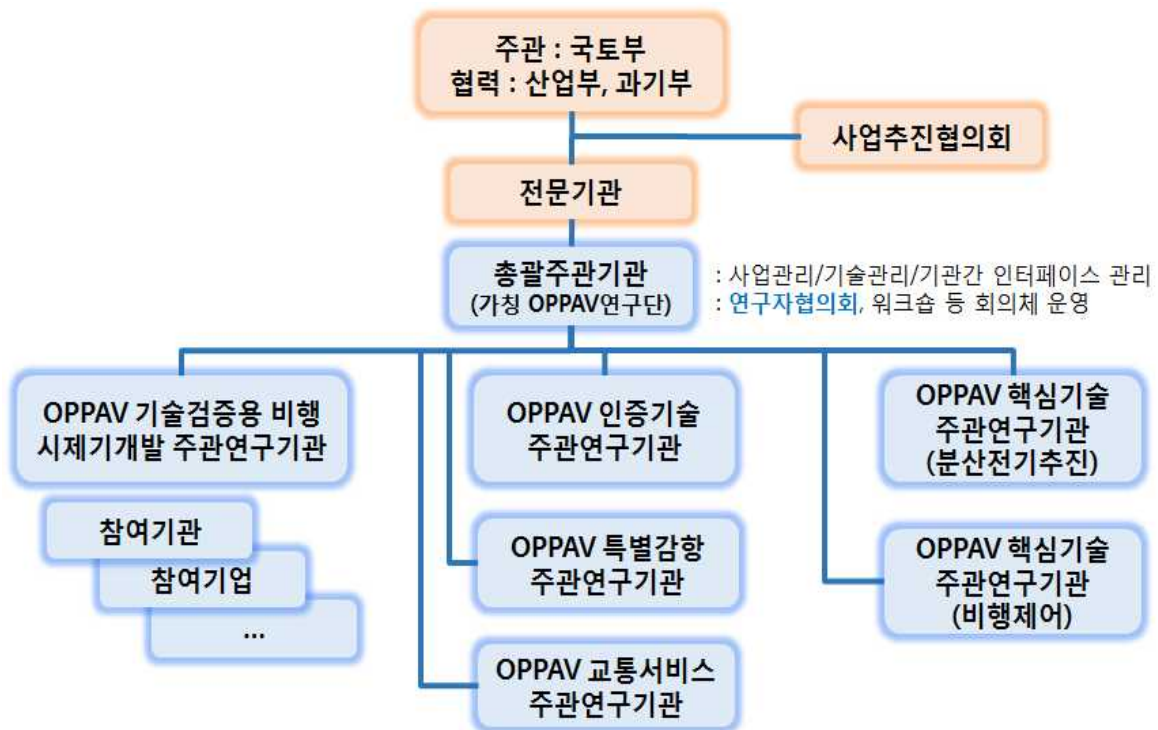 주관 : 국토부
협력 : 산업부, 과기부
사업추진협의회
전문기관
총괄주관기관
(가칭 OPPAV연구단)
: 사업관리/기술관리/기관간 인터페이스 관리
: 연구자협의회, 워크숍 등 회의체 운영
OPPAV 기술검증용 비행
시제기개발 주관연구기관
참여기관
참여기업
...
OPPAV 인증기술
주관연구기관
OPPAV 특별감항
주관연구기관
OPPAV 교통서비스
주관연구기관
OPPAV 핵심기술
주관연구기관
(분산전기추진)
OPPAV 핵심기술
주관연구기관
(비행제어)